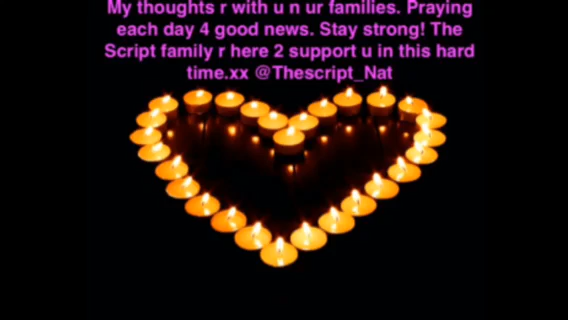 My thoughts r with u n ur families. Praying
each day 4 good news. Stay strong! The
Script family r here 2 support u in this hard
time.xx @Thescript_Nat